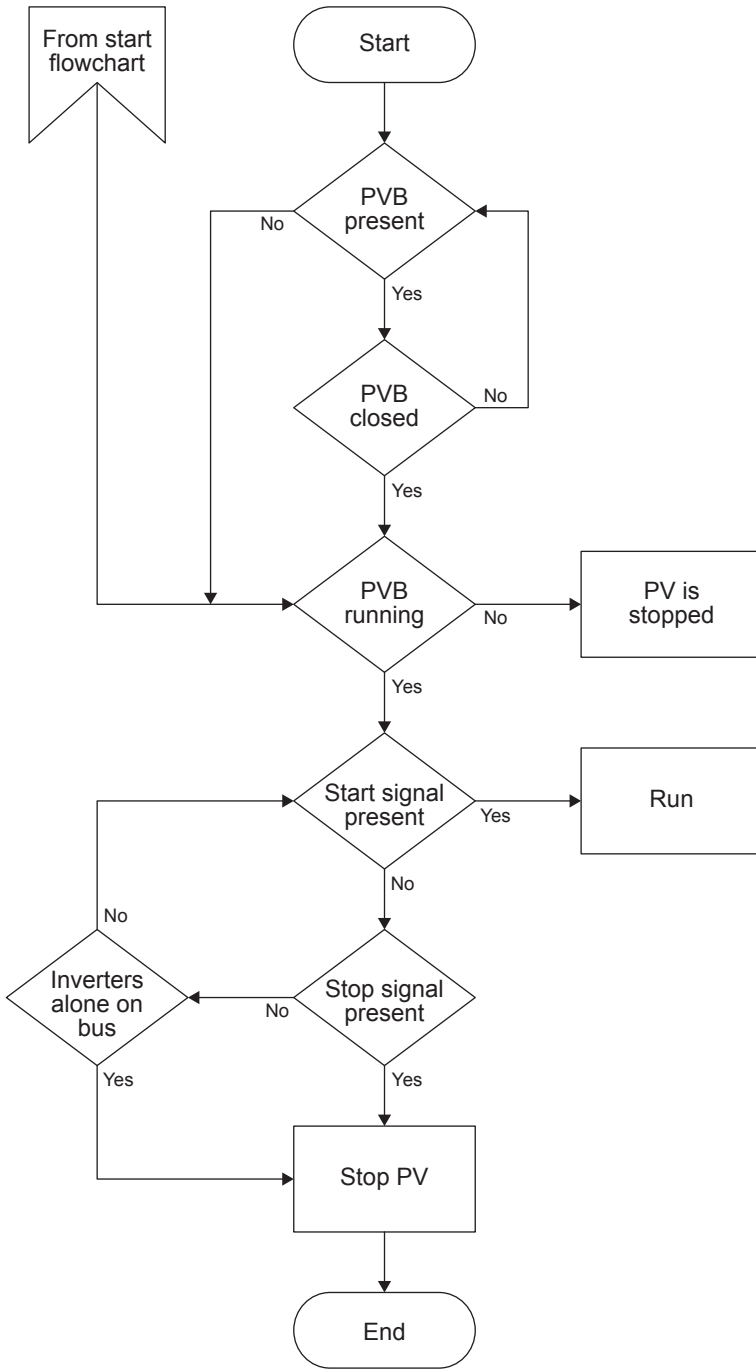 From start
flowchart
Start
PVB
present
No
Yes
PVB
closed
No
Yes
PVB
running
No
PV is
stopped
Yes
Start signal
present
Yes
Run
No
No
Inverters
alone on
bus
No
Stop signal
present
Yes
Yes
Stop PV
End